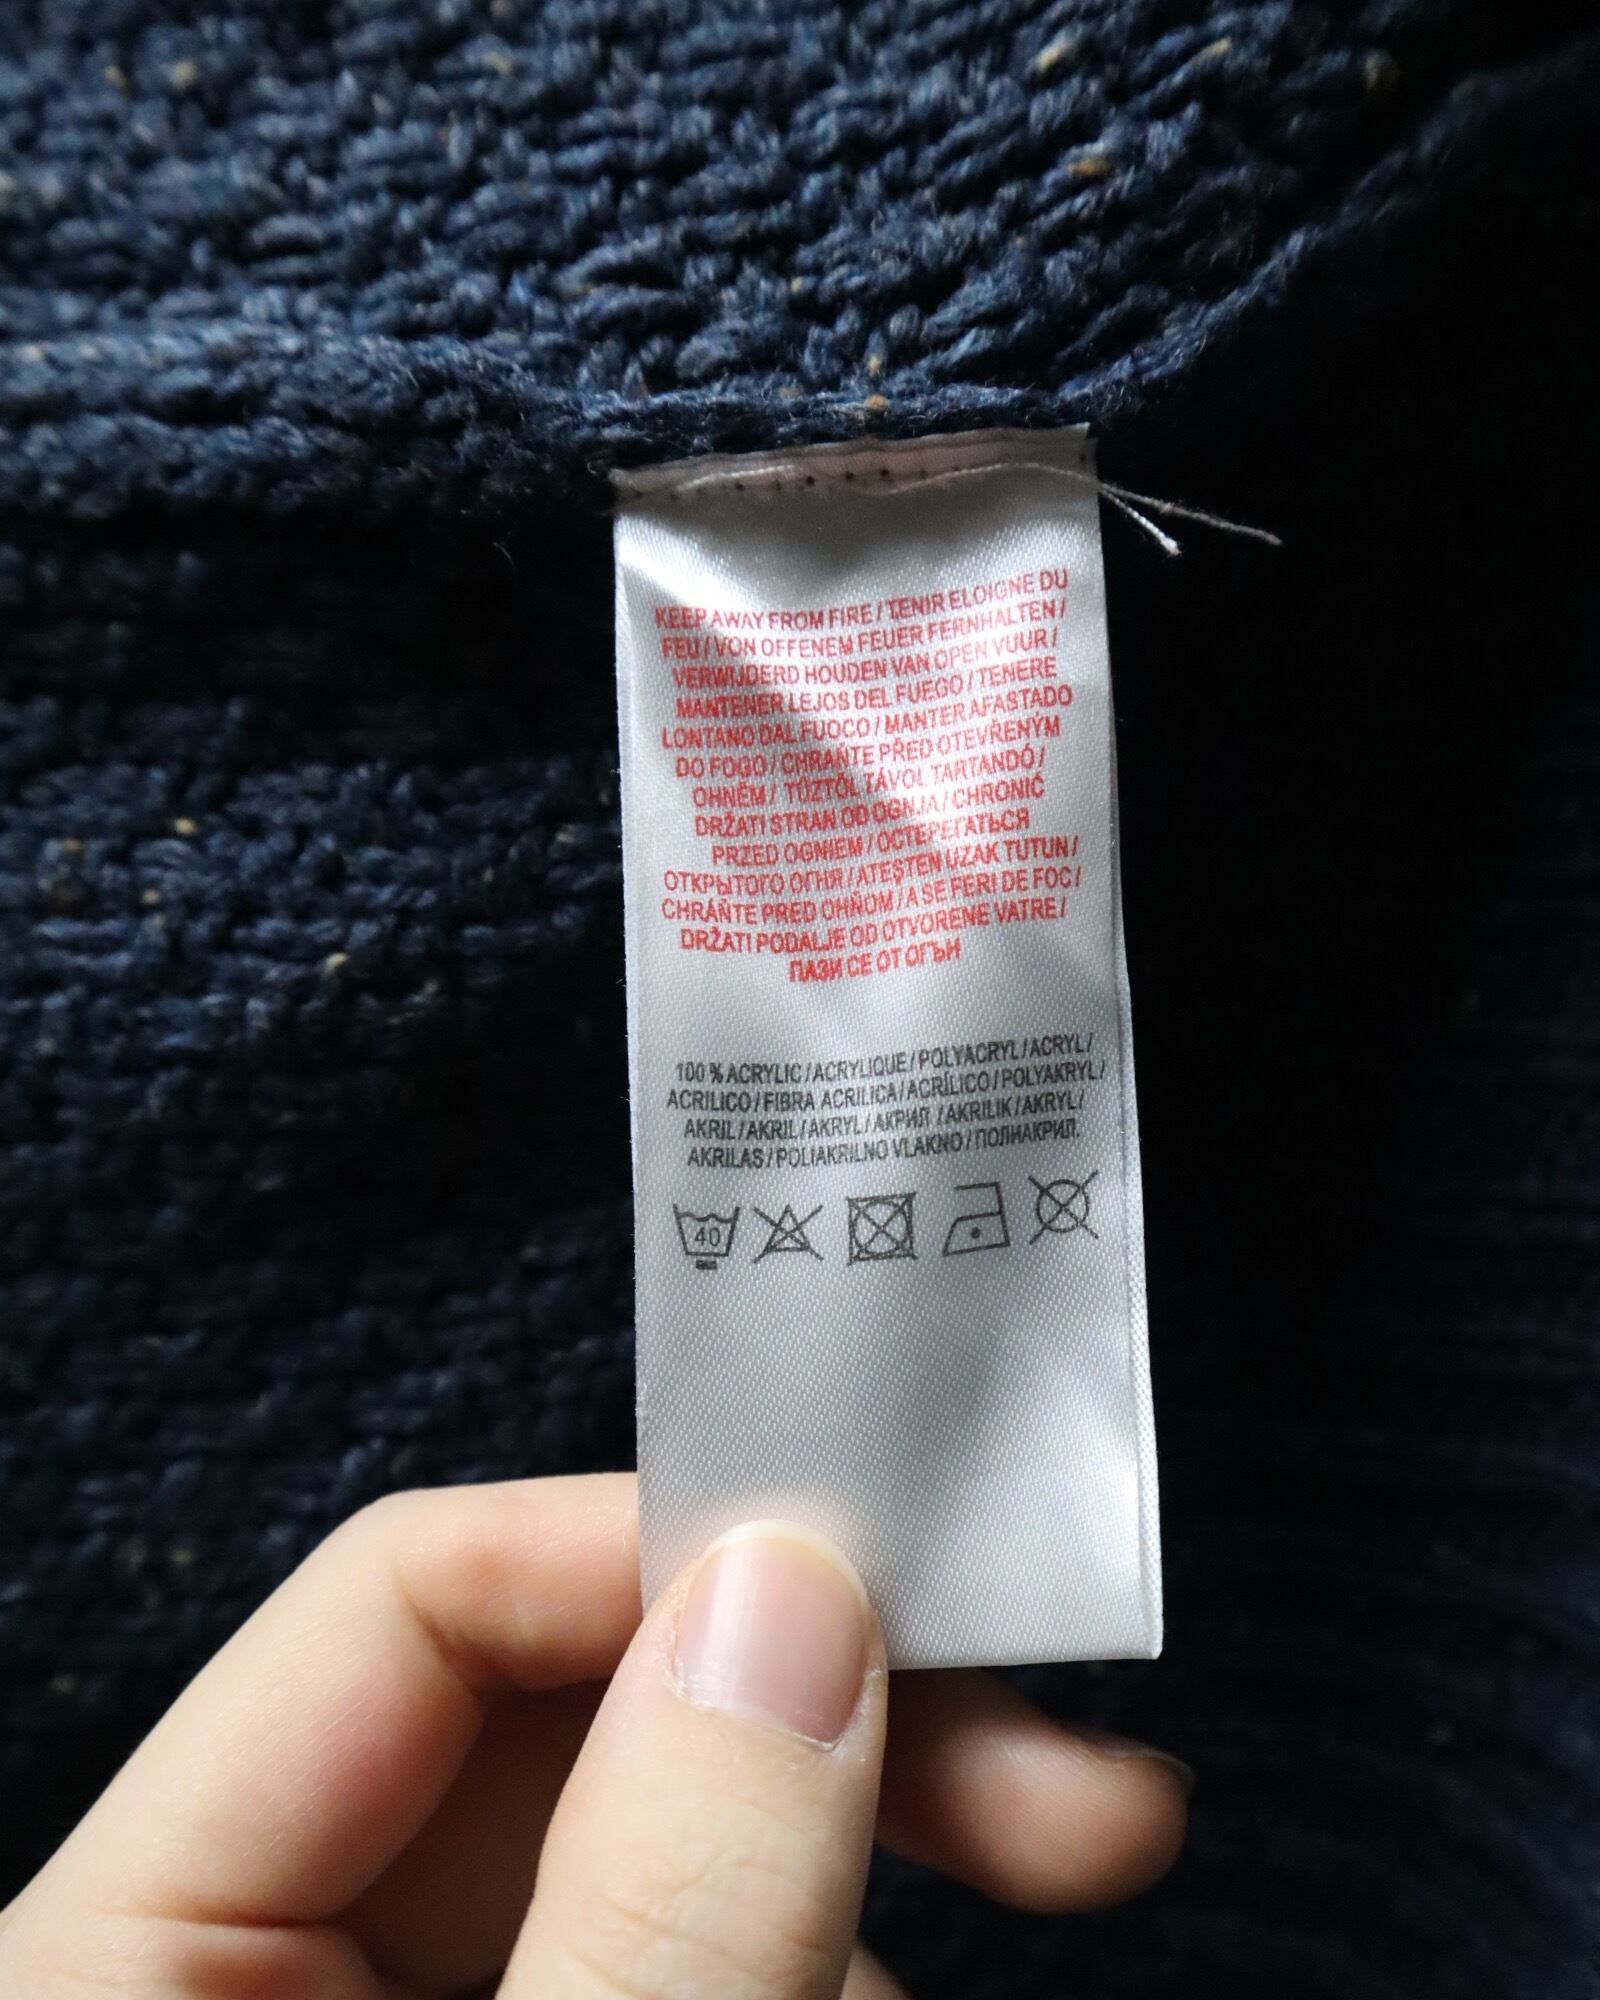 KEEP AWAY FROM FIRE / TENIR ELOIGNE DU
FEU / VON OFFENEM FEUER FERNHALTEN /
VERWIJDERD HOUDEN VAN OPEN VUUR /
MANTENER LEJOS DEL FUEGO / TENERE
LONTANO DAL FUOCO / MANTER AFASTADO
DO FOGO / CHRAŇTE PŘED OTEVŘENÝM
OHNĚM / TŰZTŐL TÁVOL TARTANDÓ /
DRŽATI STRAN OD OGNJA / CHRONIĆ
PRZED OGNIEM / ОСТЕРЕГАТЬСЯ
ОТКРЫТОГО ОГНЯ / ATEŞTEN UZAK TUTUN /
CHRÁŇTE PRED OHŇOM / A SE FERI DE FOC /
DRŽATI PODALJE OD OTVORENE VATRE /
ПАЗИ СЕ ОТ ОГЪН
100 % ACRYLIC / ACRYLIQUE / POLYACRYL / ACRYL /
ACRILICO / FIBRA ACRILICA / ACRÍLICO / POLYAKRYL /
AKRIL / AKRIL / AKRYL / АКРИЛ / AKRILIK / AKRYL /
AKRILAS / POLIAKRILNO VLAKNO / ПОЛИАКРИЛ.
40